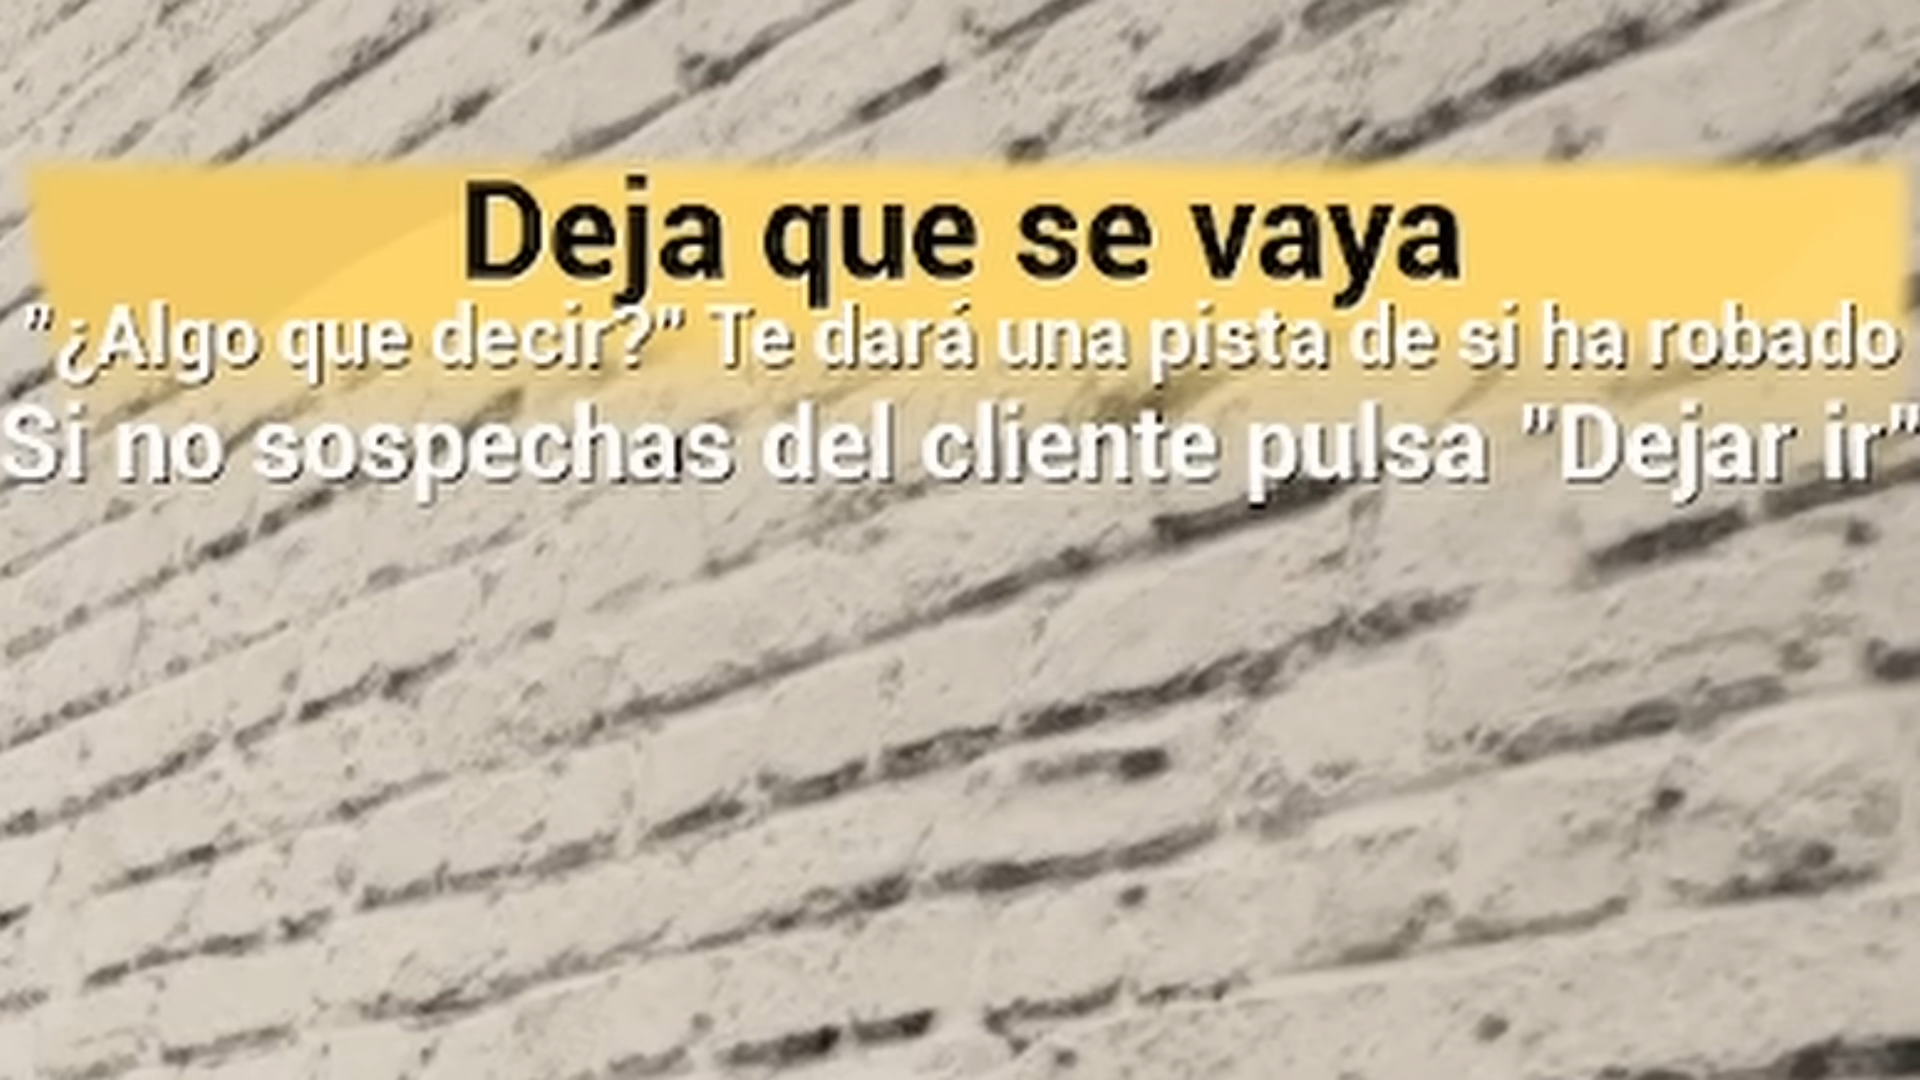 Deja que se vaya
"¿Algo que decir?" Te dará una pista de si ha robado
Si no sospechas del cliente pulsa "Dejar ir"